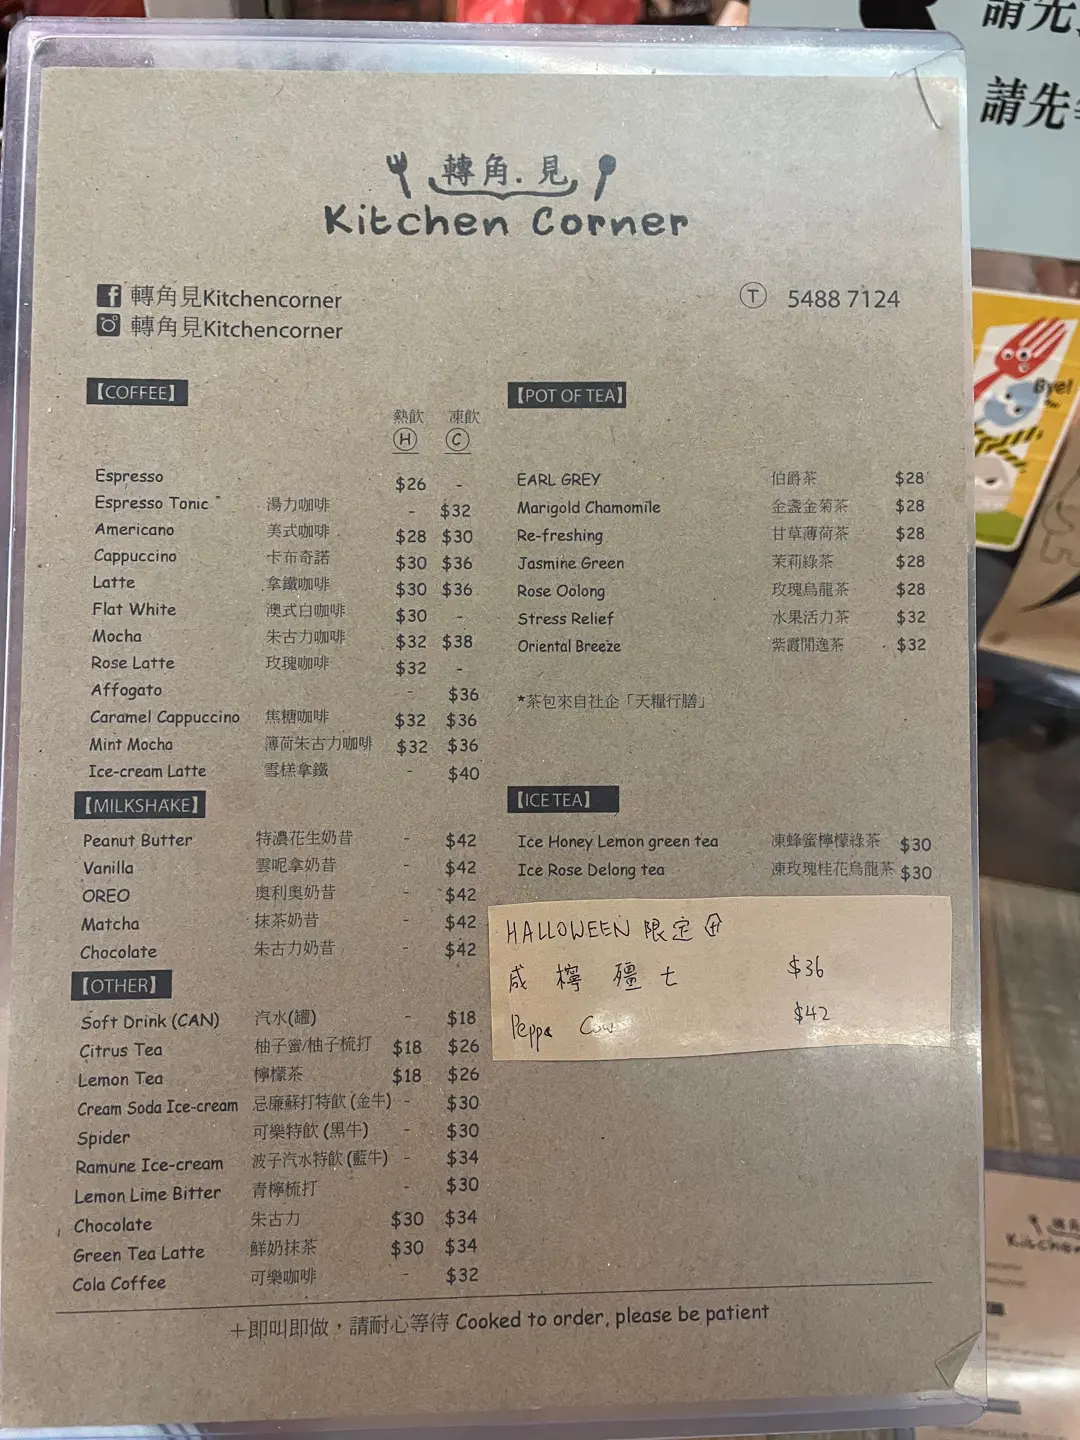 請先
請先
轉角.見
Kitchen Corner
轉角見Kitchencorner
轉角見Kitchencorner
T 5488 7124
【COFFEE】
熱飲 凍飲
H C
Espresso $26 -
Espresso Tonic 湯力咖啡 - $32
Americano 美式咖啡 $28 $30
Cappuccino 卡布奇諾 $30 $36
Latte 拿鐵咖啡 $30 $36
Flat White 澳式白咖啡 $30 -
Mocha 朱古力咖啡 $32 $38
Rose Latte 玫瑰咖啡 $32 -
Affogato - $36
Caramel Cappuccino 焦糖咖啡 $32 $36
Mint Mocha 薄荷朱古力咖啡 $32 $36
Ice-cream Latte 雪糕拿鐵 - $40
【MILKSHAKE】
Peanut Butter 特濃花生奶昔 - $42
Vanilla 雲呢拿奶昔 - $42
OREO 奧利奧奶昔 - $42
Matcha 抹茶奶昔 - $42
Chocolate 朱古力奶昔 - $42
【OTHER】
Soft Drink (CAN) 汽水(罐) - $18
Citrus Tea 柚子蜜/柚子梳打 $18 $26
Lemon Tea 檸檬茶 $18 $26
Cream Soda Ice-cream 忌廉蘇打特飲(金牛) - $30
Spider 可樂特飲(黑牛) - $30
Ramune Ice-cream 波子汽水特飲(藍牛) - $34
Lemon Lime Bitter 青檸梳打 - $30
Chocolate 朱古力 $30 $34
Green Tea Latte 鮮奶抹茶 $30 $34
Cola Coffee 可樂咖啡 - $32
【POT OF TEA】
EARL GREY 伯爵茶 $28
Marigold Chamomile 金盞金菊茶 $28
Re-freshing 甘草薄荷茶 $28
Jasmine Green 茉莉綠茶 $28
Rose Oolong 玫瑰烏龍茶 $28
Stress Relief 水果活力茶 $32
Oriental Breeze 紫霞閒逸茶 $32
*茶包來自社企「天糧行膳」
【ICE TEA】
Ice Honey Lemon green tea 凍蜂蜜檸檬綠茶 $30
Ice Rose Delong tea 凍玫瑰桂花烏龍茶 $30
HALLOWEEN 限定
咸檸殭七 $36
Peppa Cow $42
+即叫即做，請耐心等待 Cooked to order, please be patient
Bye!